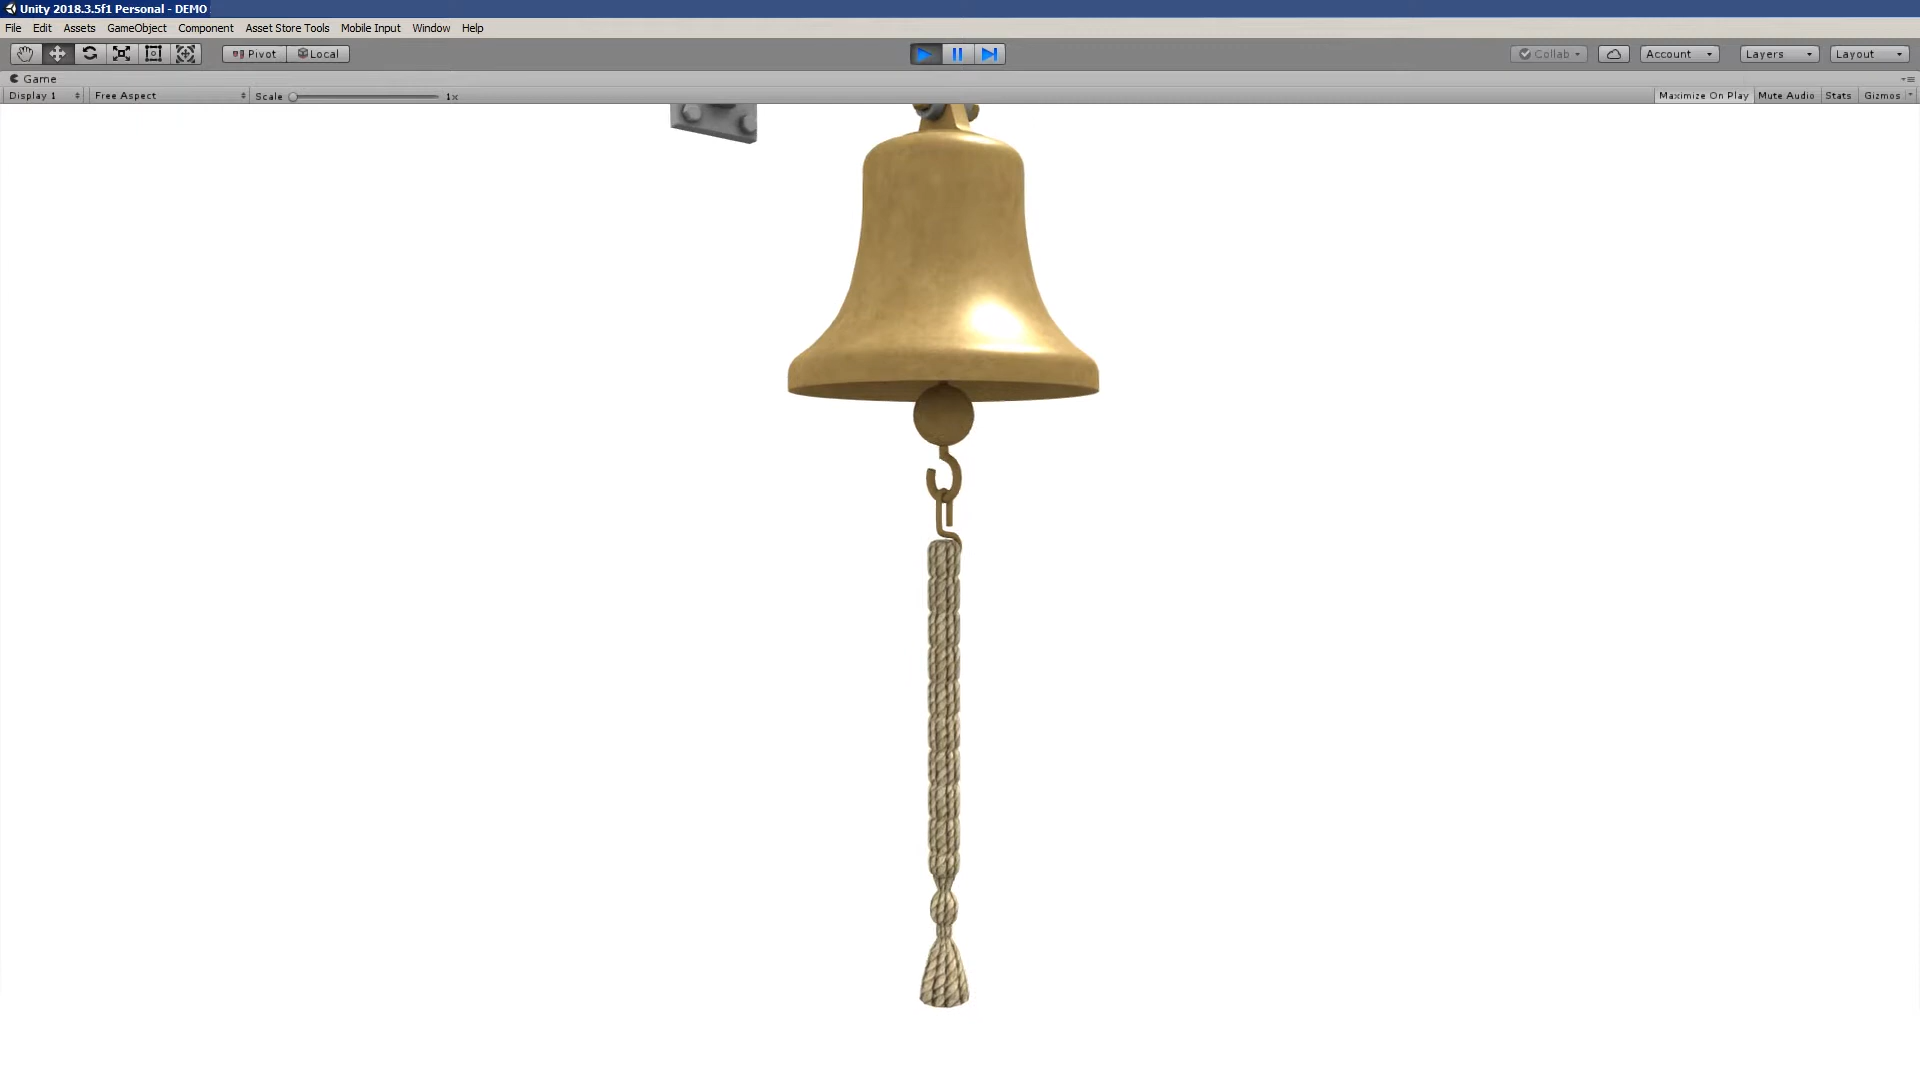 Unity 2018.3.5f1 Personal - DEMO
File Edit Assets GameObject Component Asset Store Tools Mobile Input Window Help
Pivot Local Collab Account Layers Layout
Game
Display 1 Free Aspect Scale 1x Maximize On Play Mute Audio Stats Gizmos